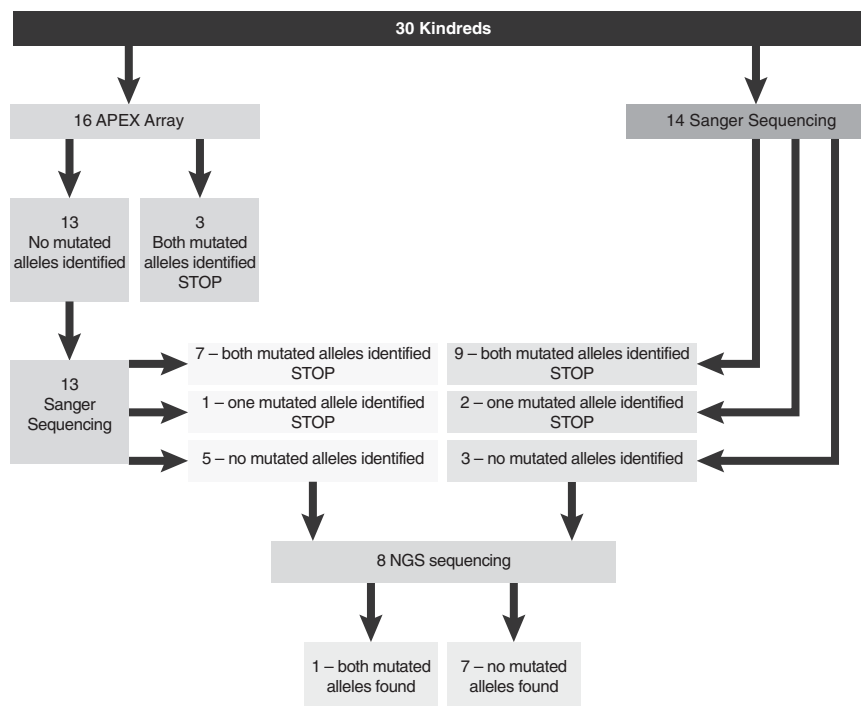 30 Kindreds
16 APEX Array
14 Sanger Sequencing
13
No mutated
alleles identified
3
Both mutated
alleles identified
STOP
13
Sanger
Sequencing
7 – both mutated alleles identified
STOP
9 – both mutated alleles identified
STOP
1 – one mutated allele identified
STOP
2 – one mutated allele identified
STOP
5 – no mutated alleles identified
3 – no mutated alleles identified
8 NGS sequencing
1 – both mutated
alleles found
7 – no mutated
alleles found